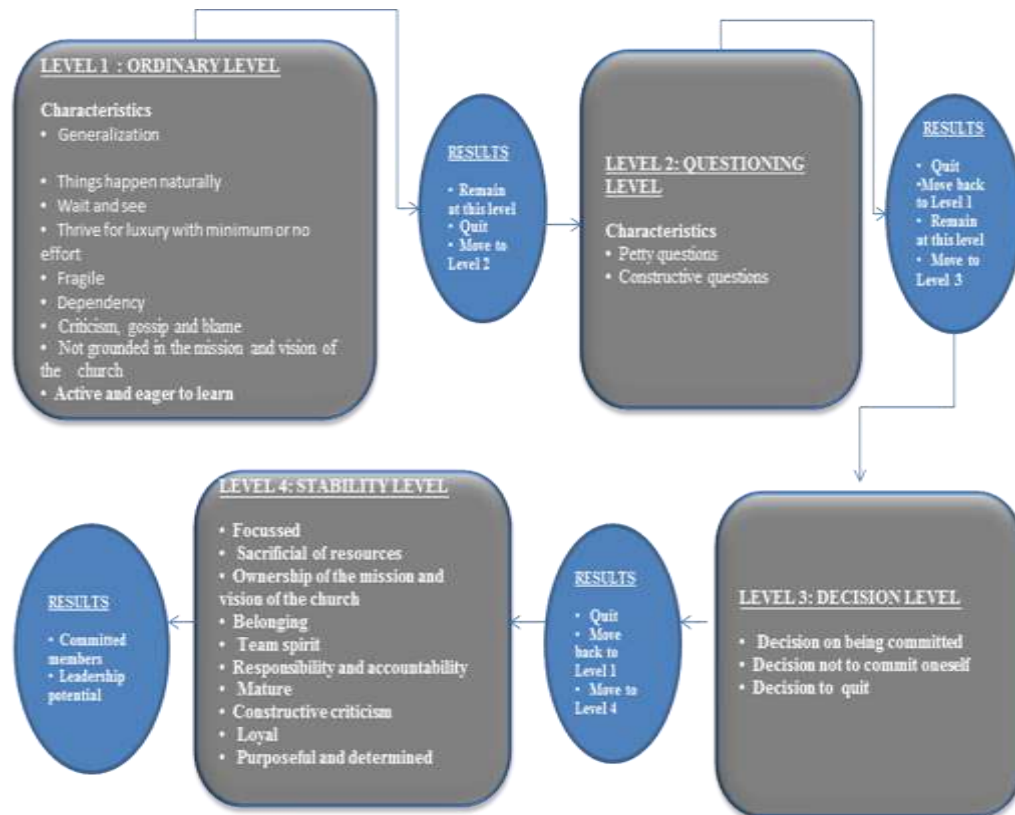 LEVEL 1 : ORDINARY LEVEL
Characteristics
• Generalization
• Things happen naturally
• Wait and see
• Thrive for luxury with minimum or no
effort
• Fragile
• Dependency
• Criticism, gossip and blame
• Not grounded in the mission and vision of
the church
• Active and eager to learn
RESULTS
• Remain
at this level
• Quit
• Move to
Level 2
LEVEL 2: QUESTIONING
LEVEL
Characteristics
• Petty questions
• Constructive questions
RESULTS
• Quit
•Move back
to Level 1
• Remain
at this level
• Move to
Level 3
LEVEL 3: DECISION LEVEL
• Decision on being committed
• Decision not to commit oneself
• Decision to quit
RESULTS
• Quit
• Move
back to
Level 1
• Move to
Level 4
LEVEL 4: STABILITY LEVEL
• Focussed
• Sacrificial of resources
• Ownership of the mission and
vision of the church
• Belonging
• Team spirit
• Responsibility and accountability
• Mature
• Constructive criticism
• Loyal
• Purposeful and determined
RESULTS
• Committed
members
• Leadership
potential